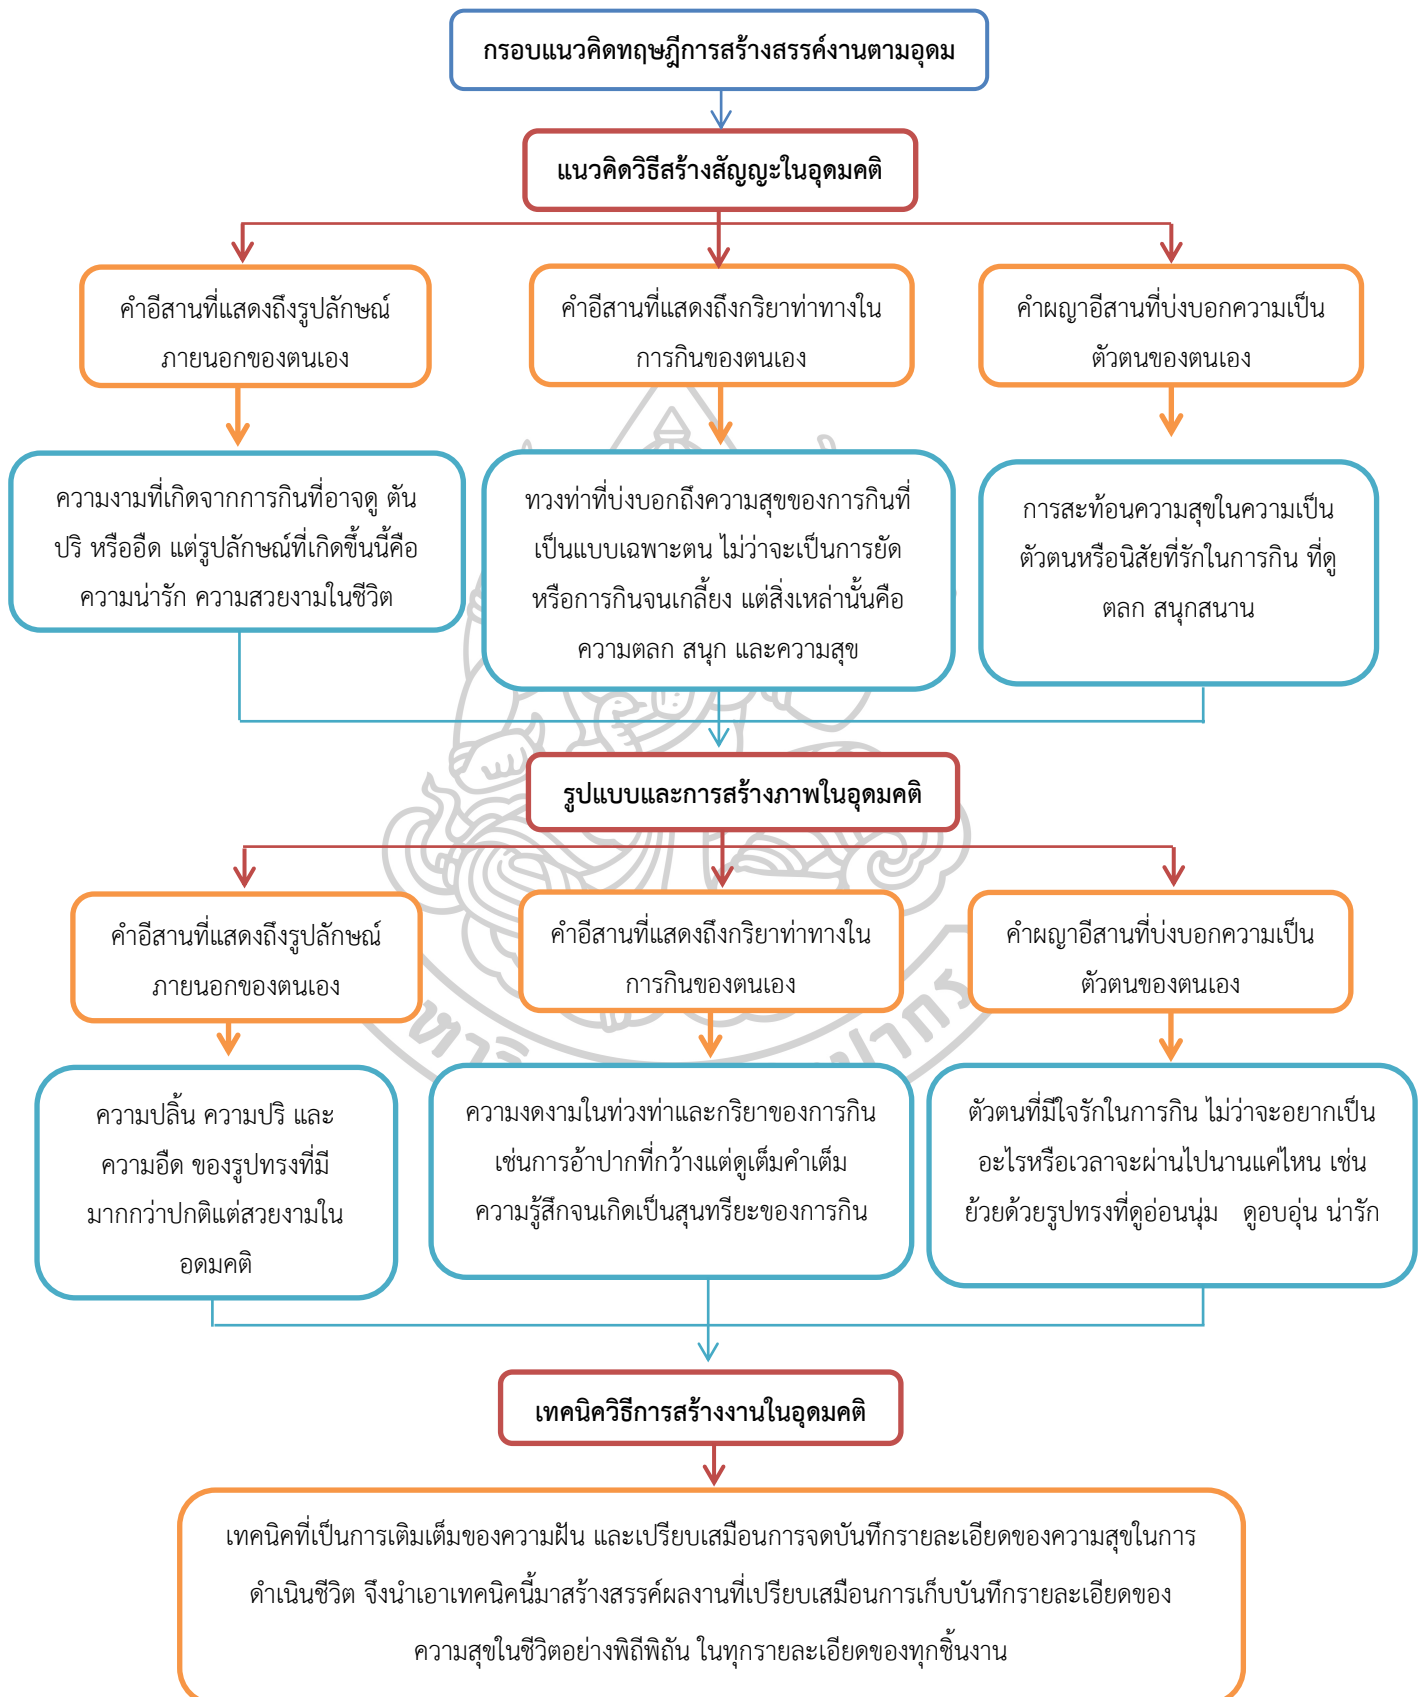 กรอบแนวคิดทฤษฎีการสร้างสรรค์งานตามอุดม
แนวคิดวิธีสร้างสัญญะในอุดมคติ
คำอีสานที่แสดงถึงรูปลักษณ์
ภายนอกของตนเอง
คำอีสานที่แสดงถึงกริยาท่าทางใน
การกินของตนเอง
คำผญาอีสานที่บ่งบอกความเป็น
ตัวตนของตนเอง
ความงามที่เกิดจากการกินที่อาจดู ตัน
ปริ หรืออืด แต่รูปลักษณ์ที่เกิดขึ้นนี้คือ
ความน่ารัก ความสวยงามในชีวิต
ทวงท่าที่บ่งบอกถึงความสุขของการกินที่
เป็นแบบเฉพาะตน ไม่ว่าจะเป็นการยัด
หรือการกินจนเกลี้ยง แต่สิ่งเหล่านั้นคือ
ความตลก สนุก และความสุข
การสะท้อนความสุขในความเป็น
ตัวตนหรือนิสัยที่รักในการกิน ที่ดู
ตลก สนุกสนาน
รูปแบบและการสร้างภาพในอุดมคติ
คำอีสานที่แสดงถึงรูปลักษณ์
ภายนอกของตนเอง
คำอีสานที่แสดงถึงกริยาท่าทางใน
การกินของตนเอง
คำผญาอีสานที่บ่งบอกความเป็น
ตัวตนของตนเอง
ความปลิ้น ความปริ และ
ความอืด ของรูปทรงที่มี
มากกว่าปกติแต่สวยงามใน
อดมคติ
ความงดงามในท่วงท่าและกริยาของการกิน
เช่นการอ้าปากที่กว้างแต่ดูเต็มคำเต็ม
ความรู้สึกจนเกิดเป็นสุนทรียะของการกิน
ตัวตนที่มีใจรักในการกิน ไม่ว่าจะอยากเป็น
อะไรหรือเวลาจะผ่านไปนานแค่ไหน เช่น
ย้วยด้วยรูปทรงที่ดูอ่อนนุ่ม ดูอบอุ่น น่ารัก
เทคนิควิธีการสร้างงานในอุดมคติ
เทคนิคที่เป็นการเติมเต็มของความฝัน และเปรียบเสมือนการจดบันทึกรายละเอียดของความสุขในการ
ดำเนินชีวิต จึงนำเอาเทคนิคนี้มาสร้างสรรค์ผลงานที่เปรียบเสมือนการเก็บบันทึกรายละเอียดของ
ความสุขในชีวิตอย่างพิถีพิถัน ในทุกรายละเอียดของทุกชิ้นงาน